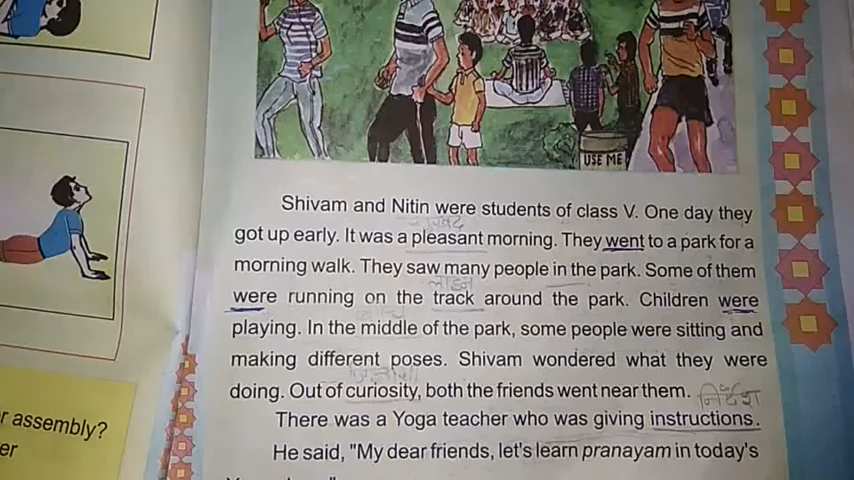 USE ME
Shivam and Nitin were students of class V. One day they
got up early. It was a pleasant morning. They went to a park for a
morning walk. They saw many people in the park. Some of them
were running on the track around the park. Children were
playing. In the middle of the park, some people were sitting and
making different poses. Shivam wondered what they were
doing. Out of curiosity, both the friends went near them.
निर्देश
There was a Yoga teacher who was giving instructions.
He said, "My dear friends, let's learn pranayam in today's
r assembly?
er